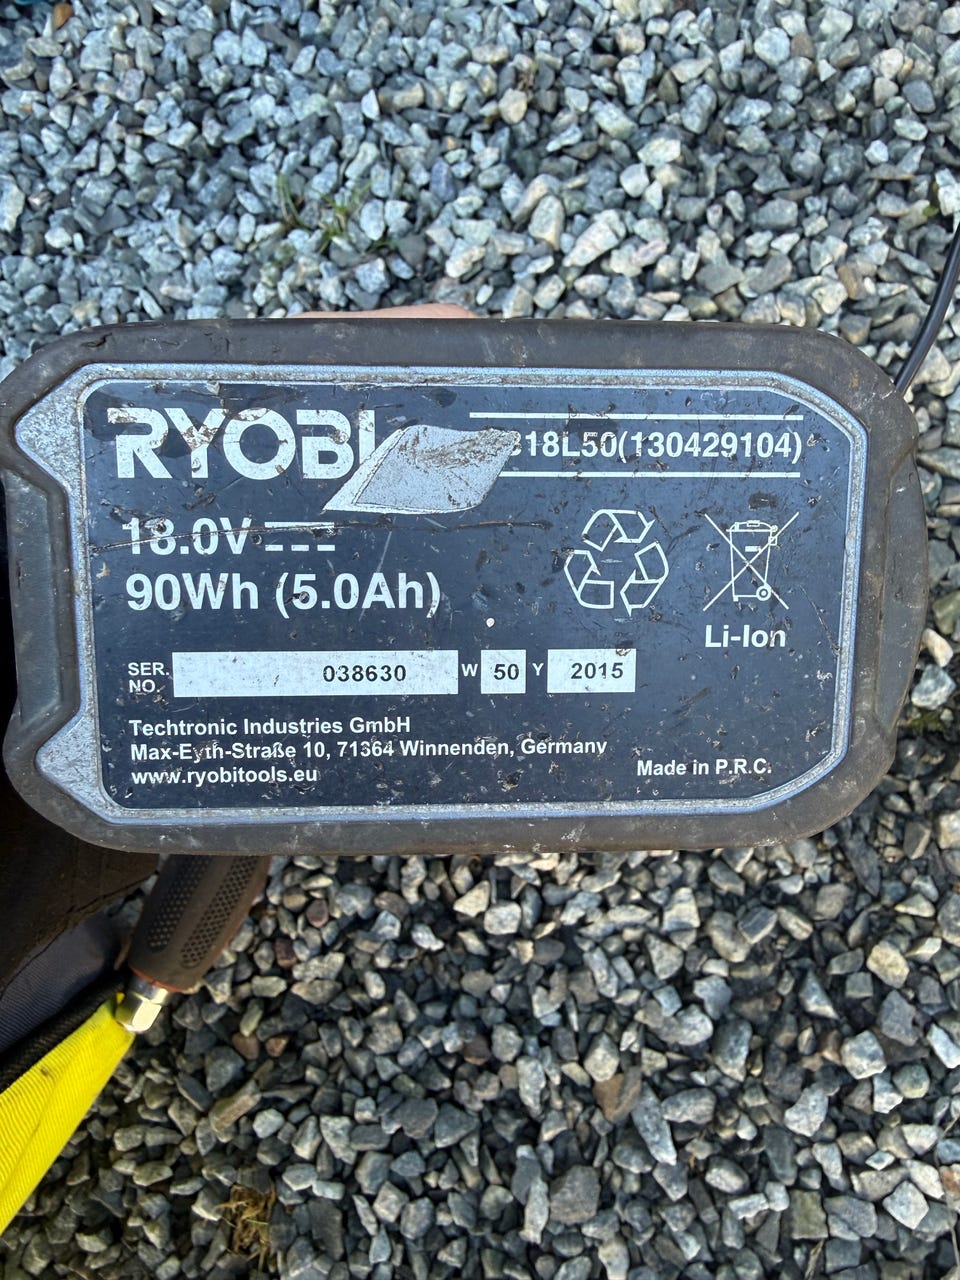 RYOBI
18L50(130429104)
18.0V
90Wh (5.0Ah)
Li-Ion
SER. NO. 038630 W 50 Y 2015
Techtronic Industries GmbH
Max-Eyth-Straße 10, 71364 Winnenden, Germany
www.ryobitools.eu
Made in P.R.C.